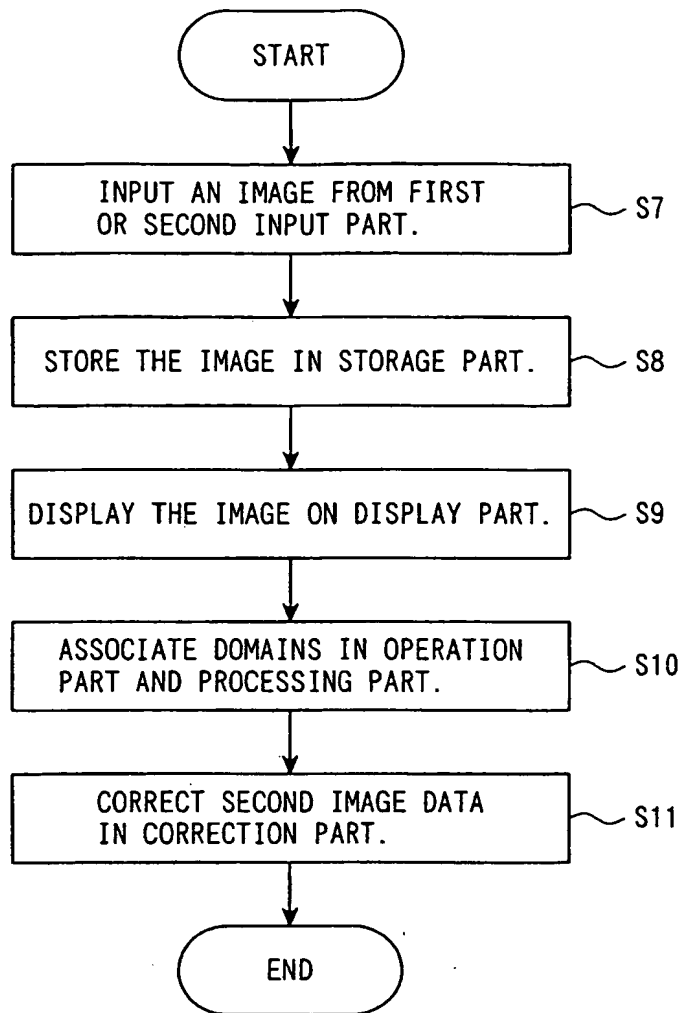 START
INPUT AN IMAGE FROM FIRST
OR SECOND INPUT PART.
S7
STORE THE IMAGE IN STORAGE PART.
S8
DISPLAY THE IMAGE ON DISPLAY PART.
S9
ASSOCIATE DOMAINS IN OPERATION
PART AND PROCESSING PART.
S10
CORRECT SECOND IMAGE DATA
IN CORRECTION PART.
S11
END